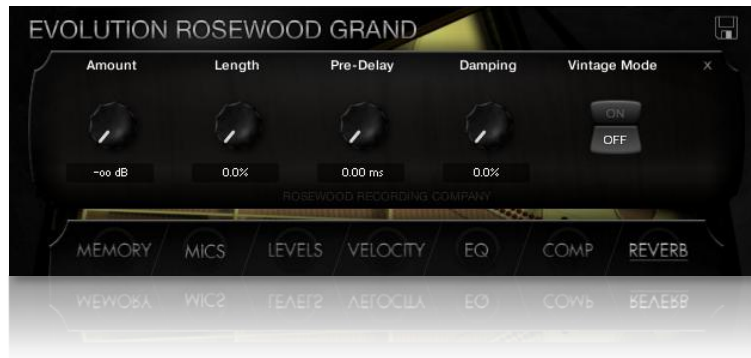 EVOLUTION ROSEWOOD GRAND
Amount Length Pre-Delay Damping Vintage Mode x
ON
OFF
-oo dB 0.0% 0.00 ms 0.0%
ROSEWOOD RECORDING COMPANY
MEMORY MICS LEVELS VELOCITY EQ COMP REVERB